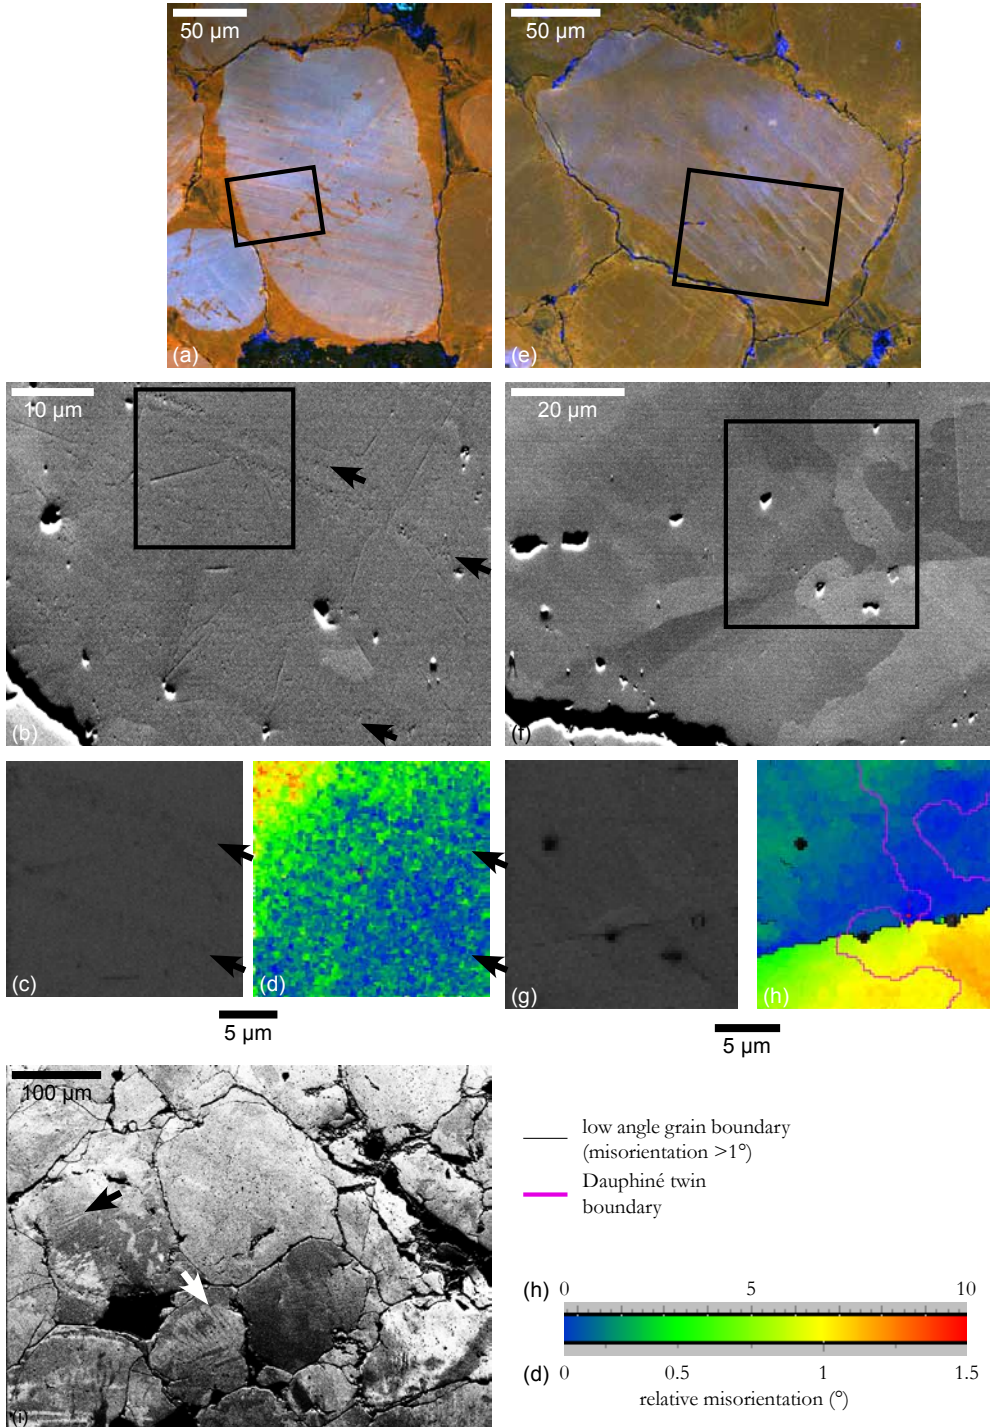 50 µm
50 µm
(a)
(e)
10 µm
20 µm
(b)
(f)
(c)
(d)
(g)
(h)
5 µm
5 µm
100 µm
(i)
low angle grain boundary
(misorientation >1°)
Dauphiné twin
boundary
(h) 0 5 10
(d) 0 0.5 1 1.5
relative misorientation (°)